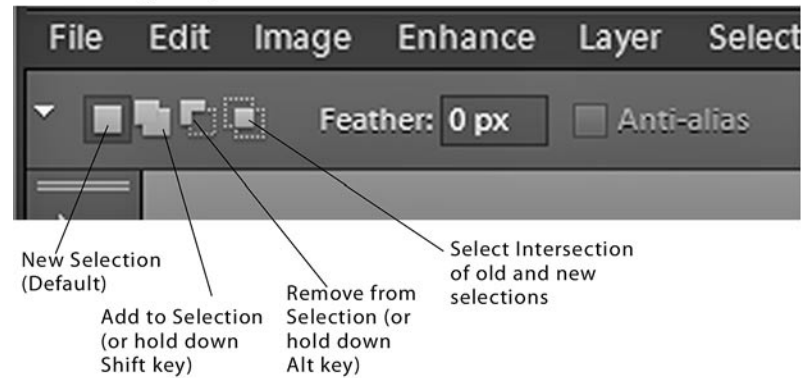 File Edit Image Enhance Layer Select
Feather: 0 px Anti-alias
New Selection
(Default)
Add to Selection
(or hold down
Shift key)
Remove from
Selection (or
hold down
Alt key)
Select Intersection
of old and new
selections